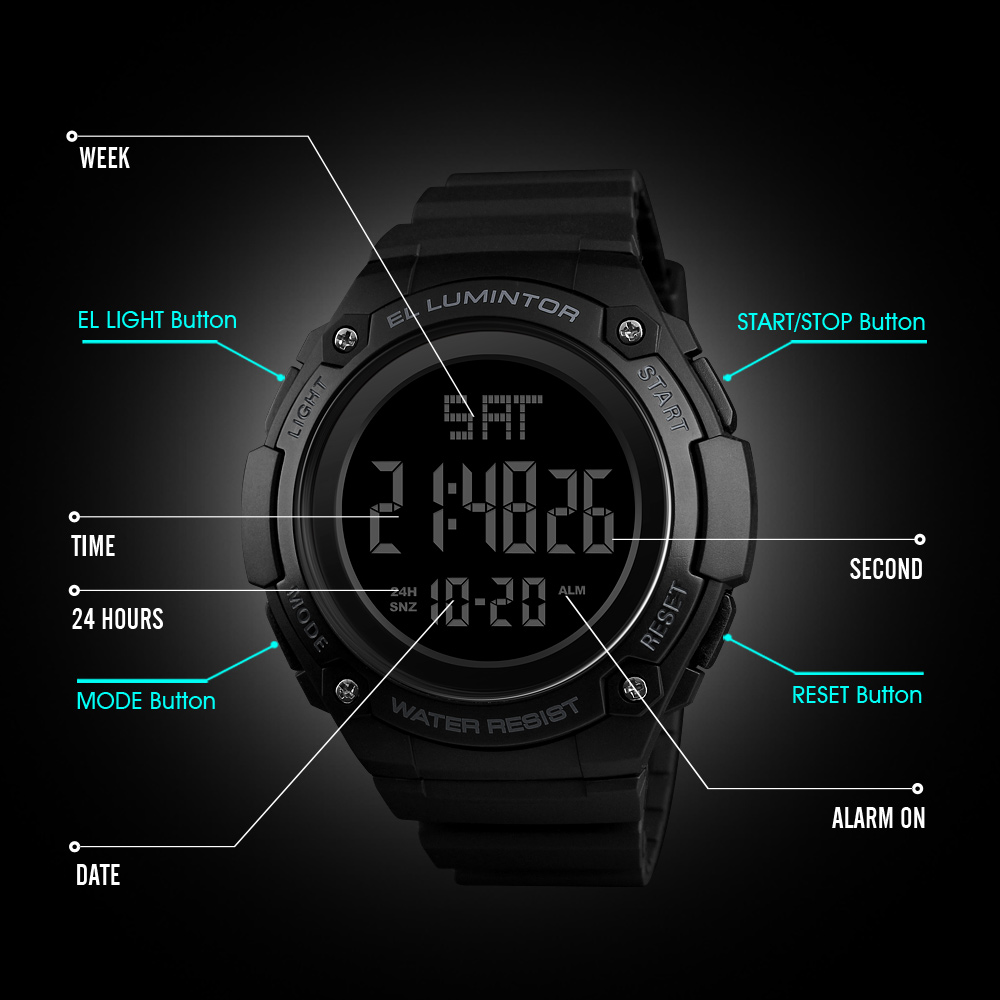 WEEK
EL LUMINTOR
EL LIGHT Button
START/STOP Button
LIGHT
START
SAT
21:48 26
TIME
SECOND
24 HOURS
24H
SNZ
10-20
ALM
MODE
RESET
MODE Button
RESET Button
WATER RESIST
ALARM ON
DATE